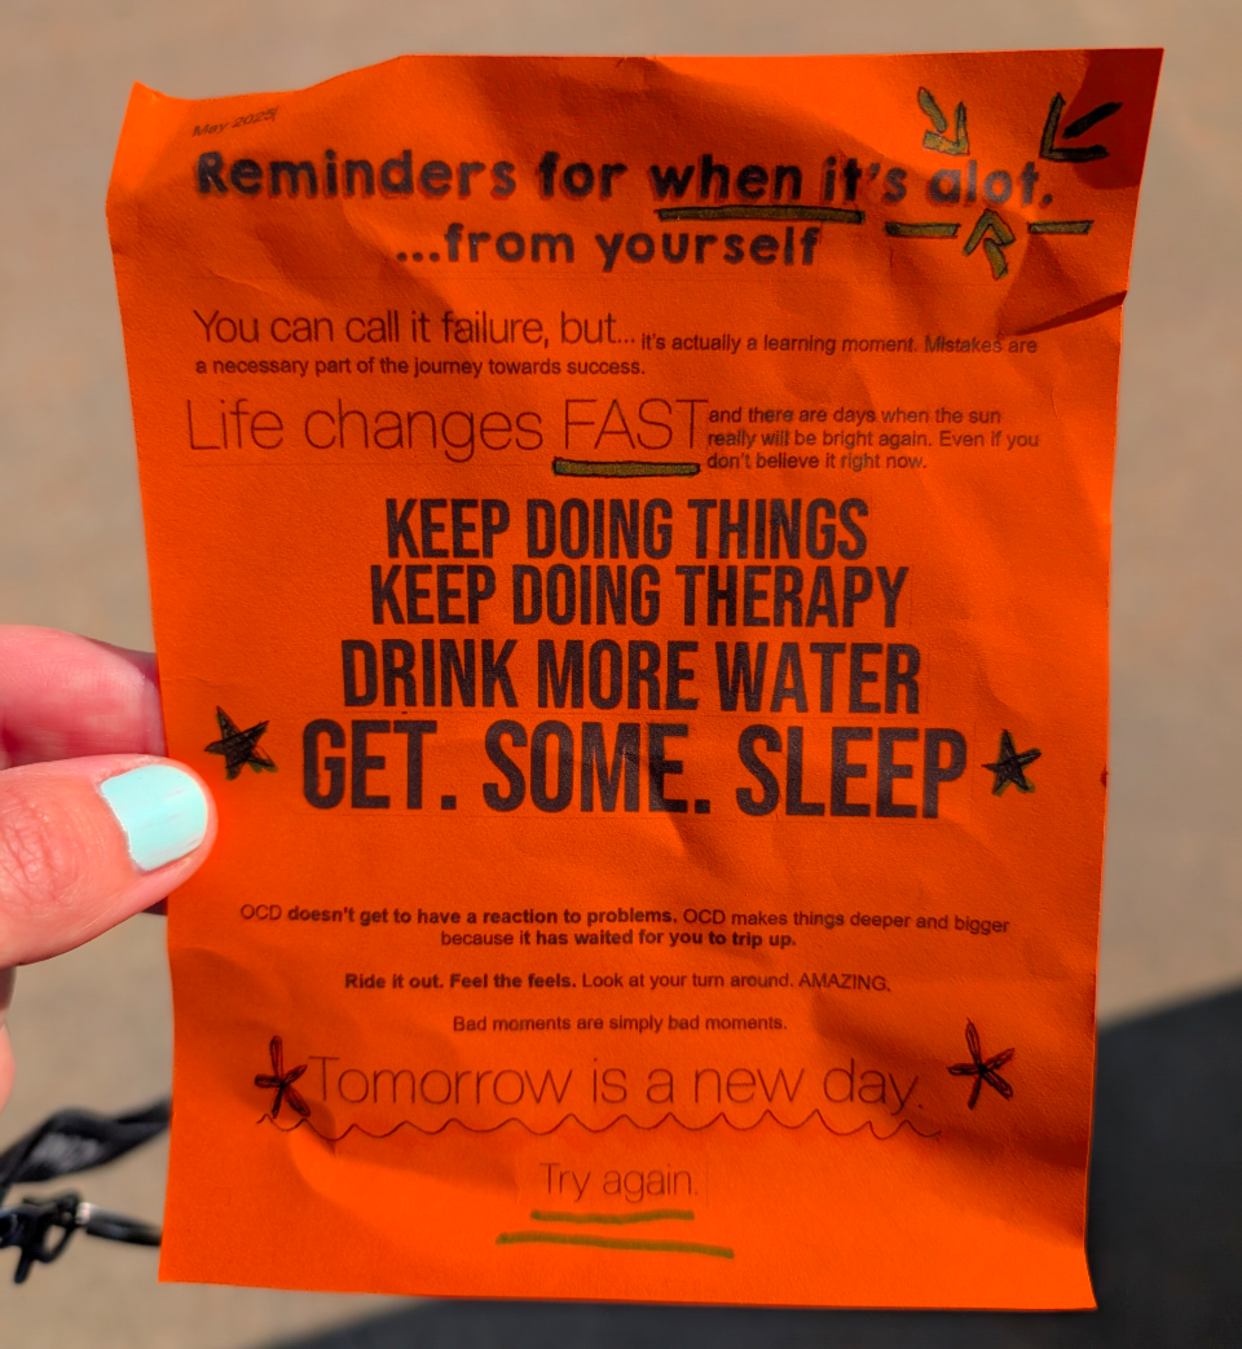 May 2025
Reminders for when it's alot.
...from yourself
You can call it failure, but... it's actually a learning moment. Mistakes are
a necessary part of the journey towards success.
Life changes FAST and there are days when the sun
really will be bright again. Even if you
don't believe it right now.
KEEP DOING THINGS
KEEP DOING THERAPY
DRINK MORE WATER
GET. SOME. SLEEP
OCD doesn't get to have a reaction to problems. OCD makes things deeper and bigger
because it has waited for you to trip up.
Ride it out. Feel the feels. Look at your turn around. AMAZING.
Bad moments are simply bad moments.
Tomorrow is a new day.
Try again.